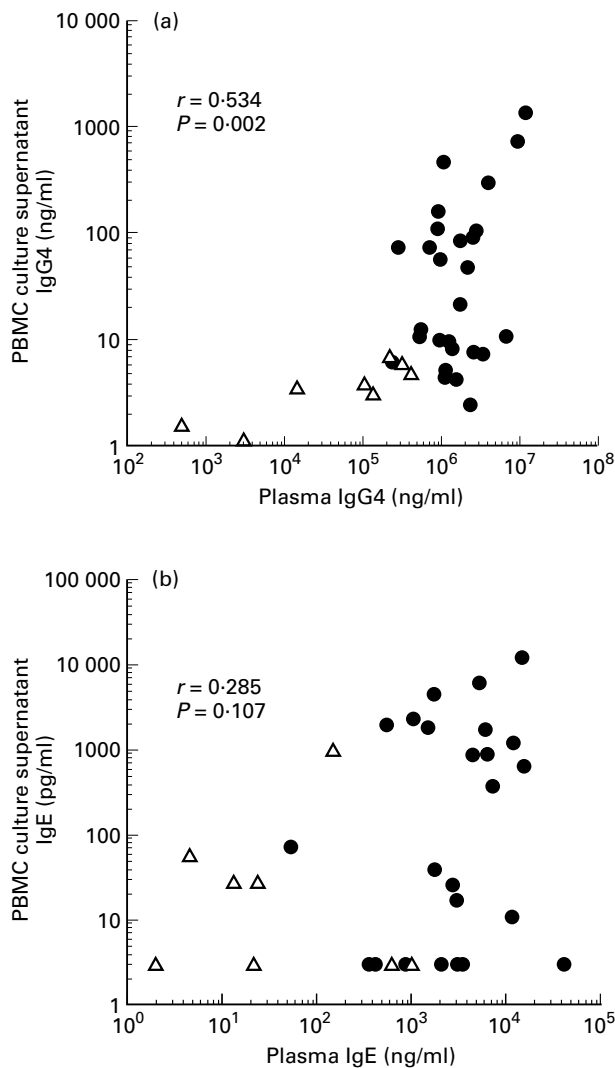 (a)
10 000
1000
100
10
1
r = 0·534
P = 0·002
PBMC culture supernatant
IgG4 (ng/ml)
10² 10³ 10⁴ 10⁵ 10⁶ 10⁷ 10⁸
Plasma IgG4 (ng/ml)
(b)
100 000
10 000
1000
100
10
1
r = 0·285
P = 0·107
PBMC culture supernatant
IgE (pg/ml)
10⁰ 10¹ 10² 10³ 10⁴ 10⁵
Plasma IgE (ng/ml)